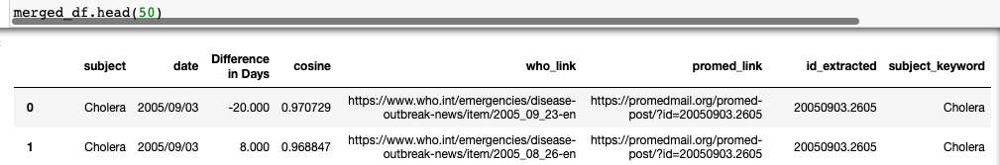 merged_df.head(50)
subject date Difference in Days cosine who_link promed_link id_extracted subject_keyword
0 Cholera 2005/09/03 -20.000 0.970729 https://www.who.int/emergencies/disease- https://promedmail.org/promed- 20050903.2605 Cholera
outbreak-news/item/2005_09_23-en post/?id=20050903.2605
1 Cholera 2005/09/03 8.000 0.968847 https://www.who.int/emergencies/disease- https://promedmail.org/promed- 20050903.2605 Cholera
outbreak-news/item/2005_08_26-en post/?id=20050903.2605